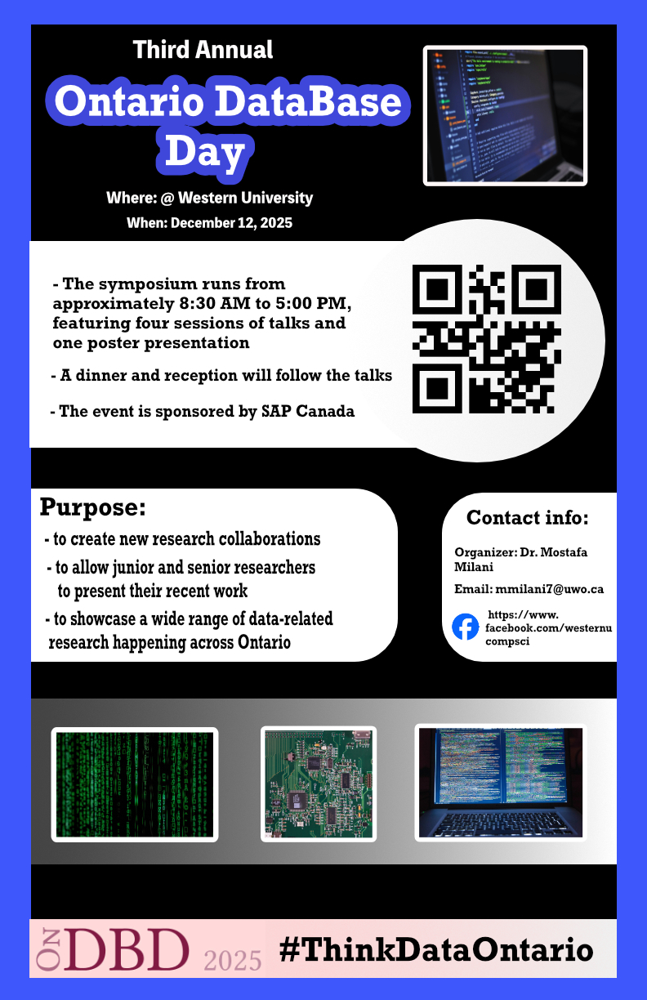 Third Annual
Ontario DataBase
Day
Where: @ Western University
When: December 12, 2025
- The symposium runs from
approximately 8:30 AM to 5:00 PM,
featuring four sessions of talks and
one poster presentation
- A dinner and reception will follow the talks
- The event is sponsored by SAP Canada
Purpose:
- to create new research collaborations
- to allow junior and senior researchers
to present their recent work
- to showcase a wide range of data-related
research happening across Ontario
Contact info:
Organizer: Dr. Mostafa
Milani
Email: mmilani7@uwo.ca
https://www.
facebook.com/westernu
compsci
ON DBD 2025
#ThinkDataOntario